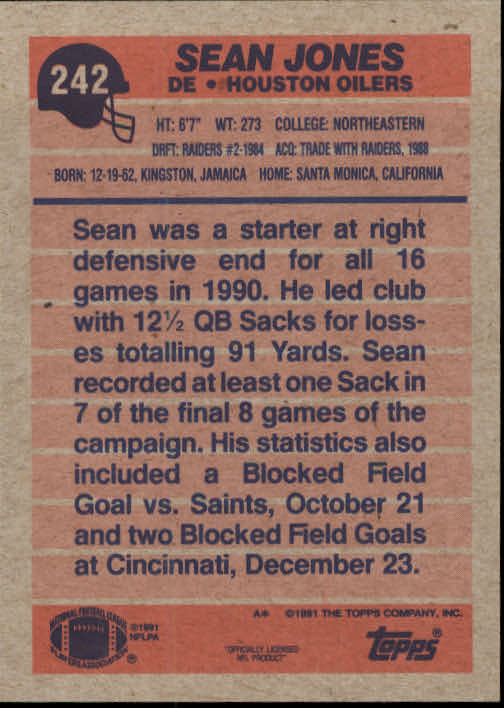 242
SEAN JONES
DE • HOUSTON OILERS
HT: 6'7" WT: 273 COLLEGE: NORTHEASTERN
DRFT: RAIDERS #2-1984 ACQ: TRADE WITH RAIDERS, 1988
BORN: 12-19-62, KINGSTON, JAMAICA HOME: SANTA MONICA, CALIFORNIA
Sean was a starter at right
defensive end for all 16
games in 1990. He led club
with 12½ QB Sacks for loss-
es totalling 91 Yards. Sean
recorded at least one Sack in
7 of the final 8 games of the
campaign. His statistics also
included a Blocked Field
Goal vs. Saints, October 21
and two Blocked Field Goals
at Cincinnati, December 23.
A* ©1991 THE TOPPS COMPANY, INC.
NATIONAL FOOTBALL LEAGUE
PLAYERS ASSOCIATION
®
©1991
NFLPA
"OFFICIALLY LICENSED
NFL PRODUCT"
topps®